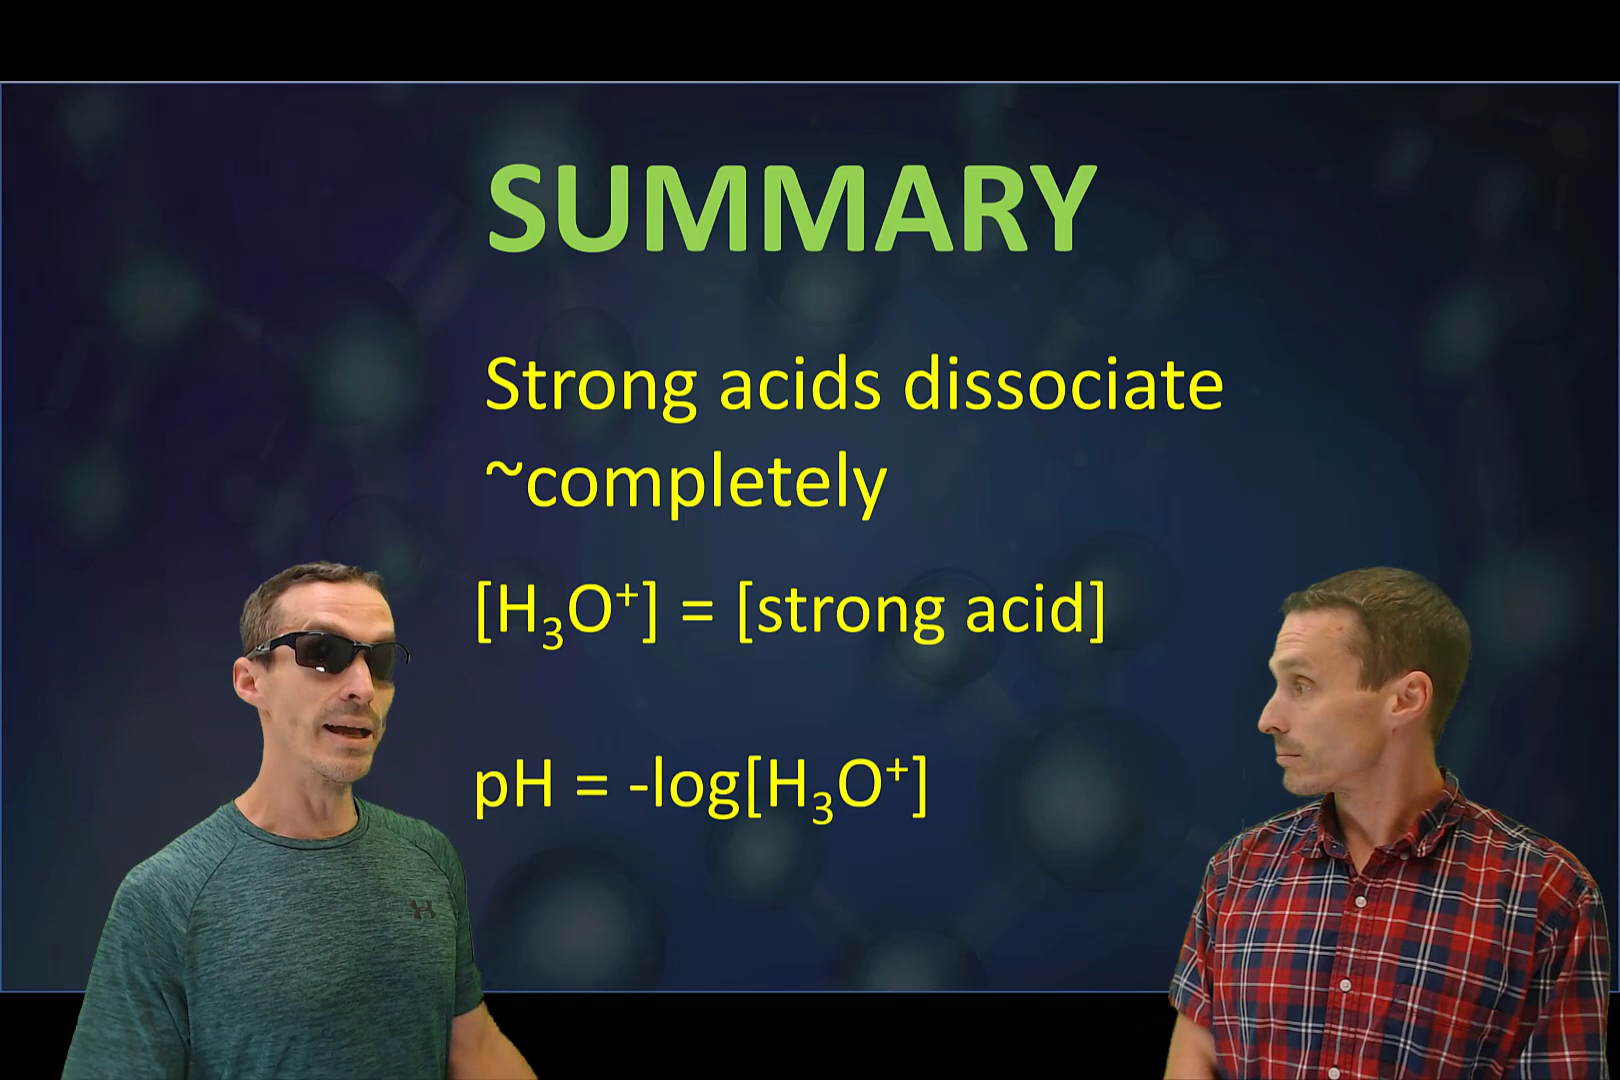 SUMMARY
Strong acids dissociate
~completely
[H₃O⁺] = [strong acid]
pH = -log[H₃O⁺]